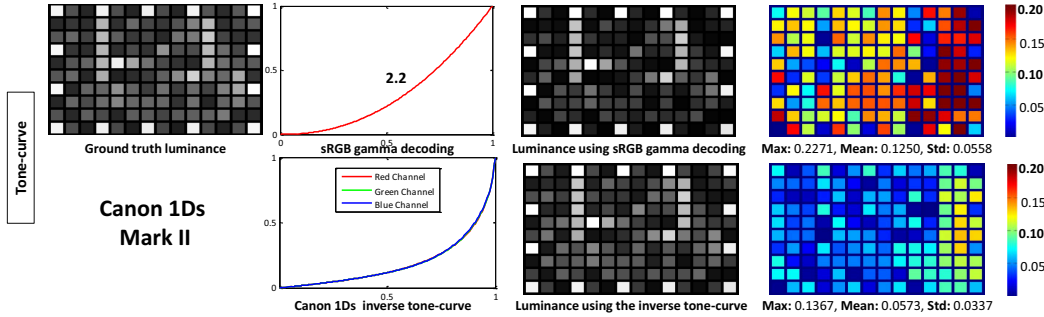 Tone-curve
Ground truth luminance
1
0.5
0
0 0.5 1
2.2
sRGB gamma decoding
Luminance using sRGB gamma decoding
0.20
0.15
0.10
0.05
Max: 0.2271, Mean: 0.1250, Std: 0.0558
Canon 1Ds
Mark II
1
0.5
0
0 0.5 1
Red Channel
Green Channel
Blue Channel
Canon 1Ds inverse tone-curve
Luminance using the inverse tone-curve
0.20
0.15
0.10
0.05
Max: 0.1367, Mean: 0.0573, Std: 0.0337